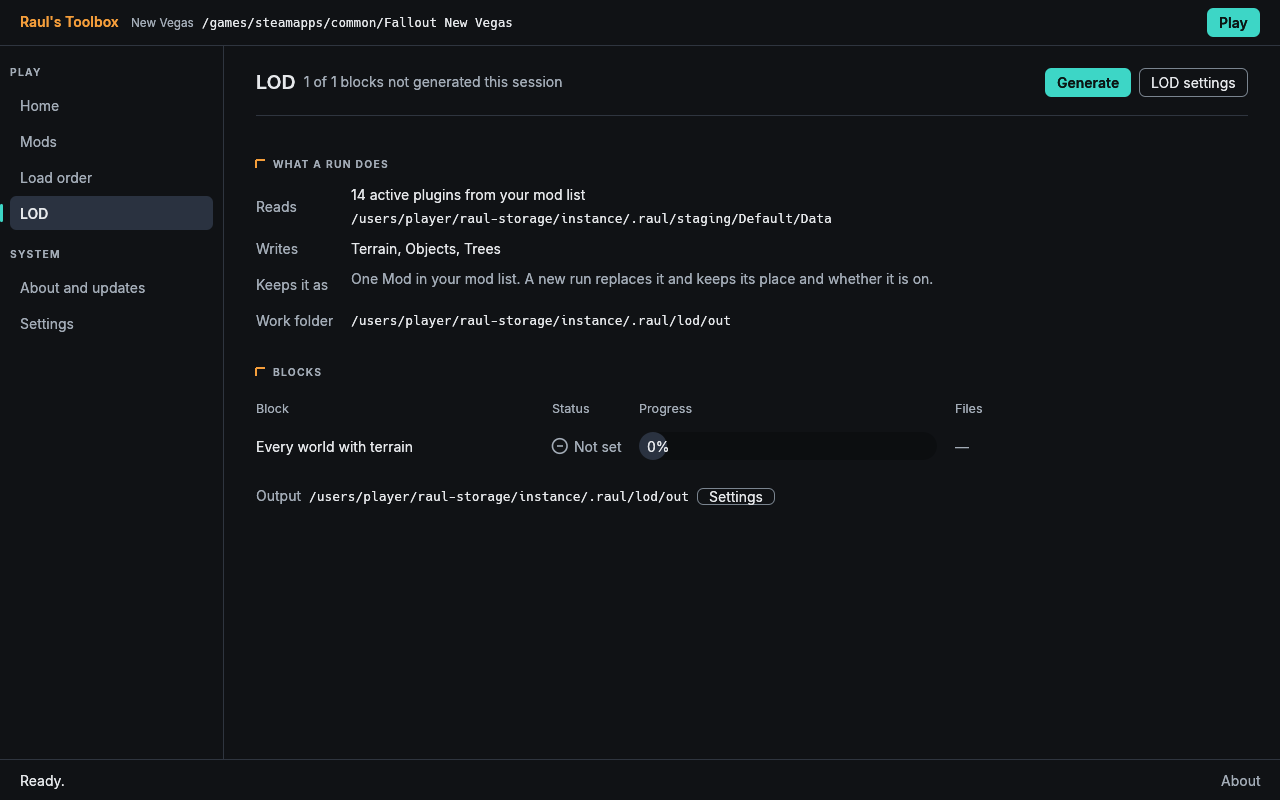 Raul's Toolbox New Vegas /games/steamapps/common/Fallout New Vegas Play
PLAY
Home
Mods
Load order
LOD
SYSTEM
About and updates
Settings
LOD 1 of 1 blocks not generated this session Generate LOD settings
WHAT A RUN DOES
Reads 14 active plugins from your mod list
/users/player/raul-storage/instance/.raul/staging/Default/Data
Writes Terrain, Objects, Trees
Keeps it as One Mod in your mod list. A new run replaces it and keeps its place and whether it is on.
Work folder /users/player/raul-storage/instance/.raul/lod/out
BLOCKS
Block Status Progress Files
Every world with terrain Not set 0% —
Output /users/player/raul-storage/instance/.raul/lod/out Settings
Ready. About